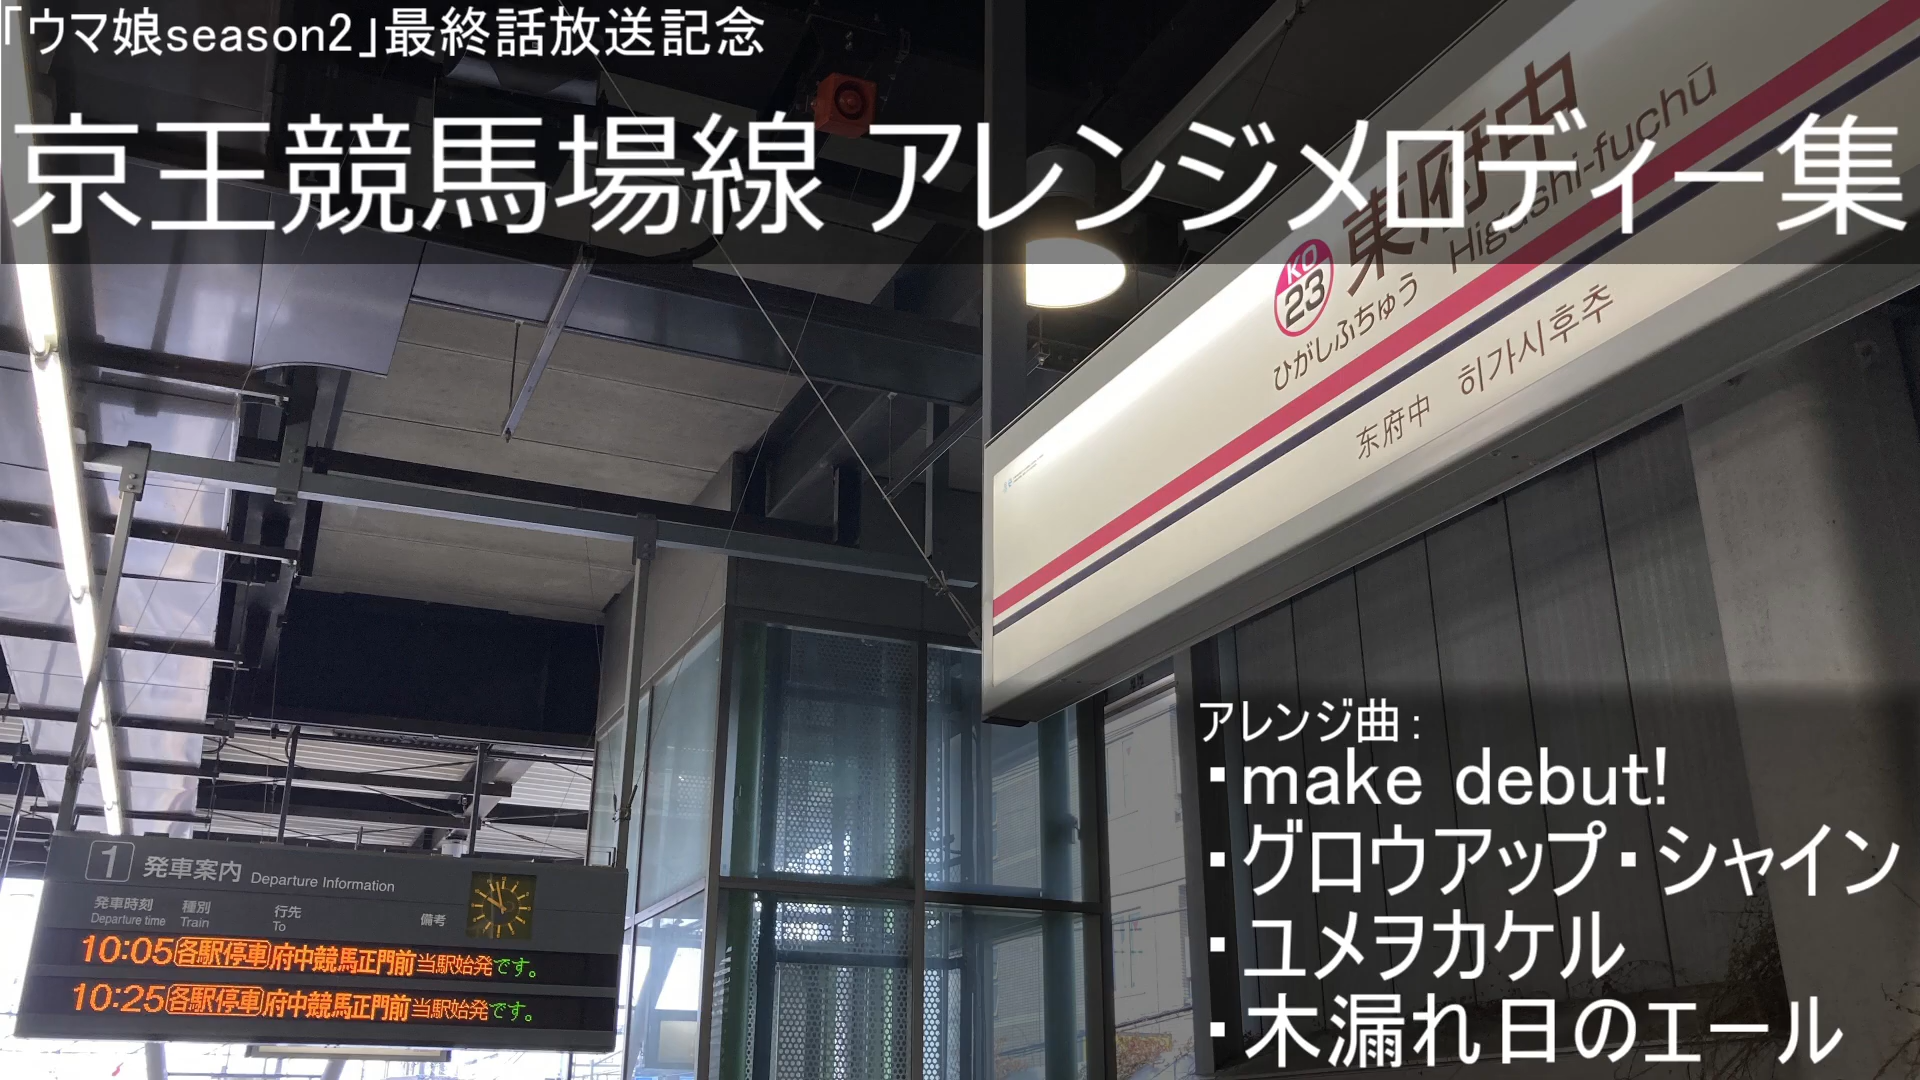 「ウマ娘season2」最終話放送記念
京王競馬場線 アレンジメロディー集
東府中
Higashi-fuchū
KO
23
ひがしふちゅう
东府中 히가시후추
アレンジ曲:
・make debut!
・グロウアップ・シャイン
・ユメヲカケル
・木漏れ日のエール
1 発車案内 Departure Information
発車時刻 種別 行先 備考
Departure time Train To
10:05 各駅停車 府中競馬正門前 当駅始発です。
10:25 各駅停車 府中競馬正門前 当駅始発です。